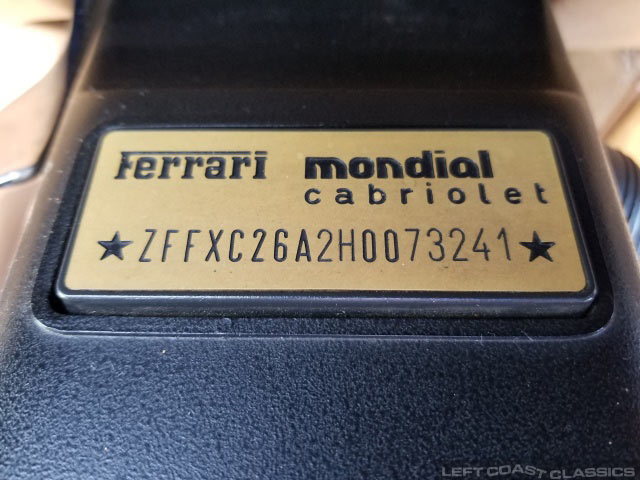 Ferrari mondial
cabriolet
★ZFFXC26A2H0073241★
LEFT COAST CLASSICS